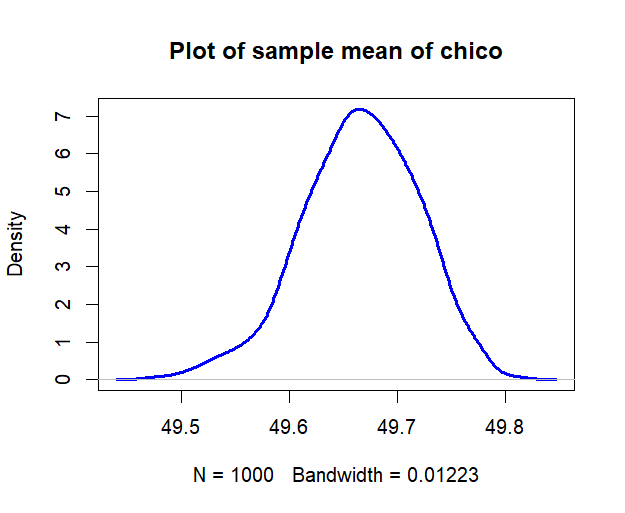 Plot of sample mean of chico
7
6
5
4
3
2
1
0
Density
49.5 49.6 49.7 49.8
N = 1000 Bandwidth = 0.01223